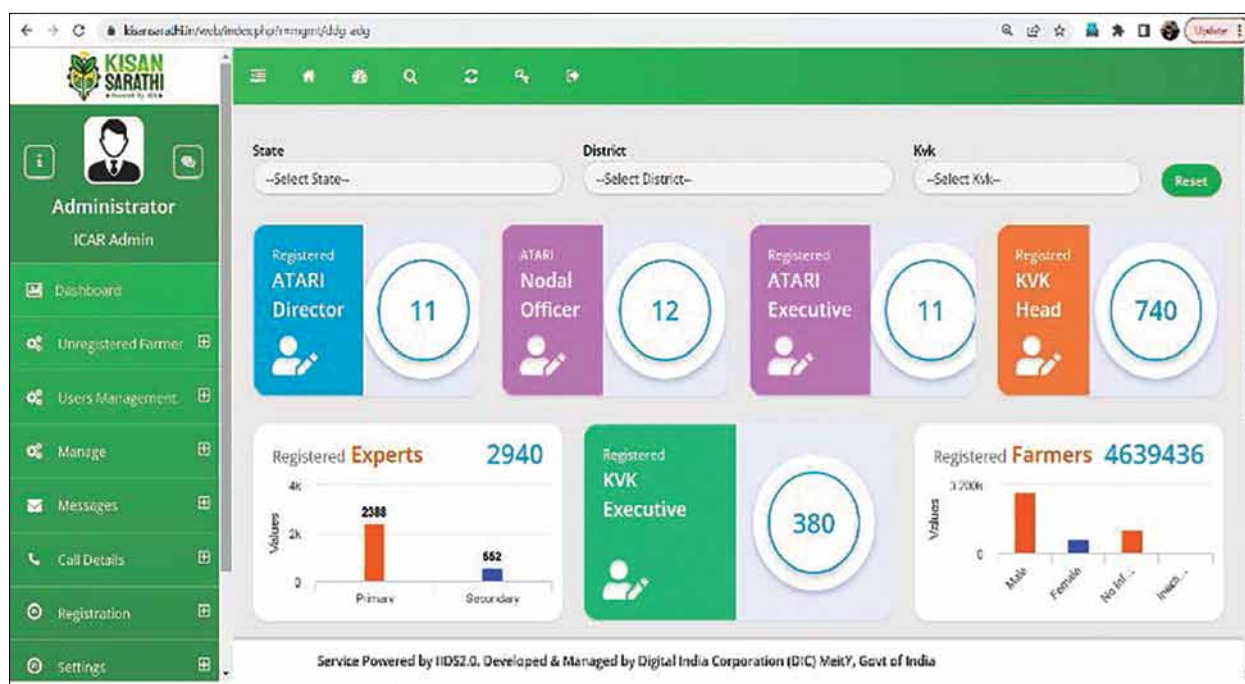 Update
KISAN
SARATHI
State
District
Kvk
--Select State--
--Select District--
--Select Kvk--
Reset
Administrator
ICAR Admin
Dashboard
Unregistered Farmer
Users Management
Manage
Messages
Call Details
Registration
Settings
Registered
ATARI
Director
11
ATARI
Nodal
Officer
12
Registered
ATARI
Executive
11
KVK
Head
740
Registered Experts 2940
4k
2k
0
Values
2388
552
Primary
Secondary
Registered
KVK
Executive
380
Registered Farmers 4639436
Values
0
Male
Female
No Inf...
Service Powered by IIDS2.0. Developed & Managed by Digital India Corporation (DIC) MeitY, Govt of India